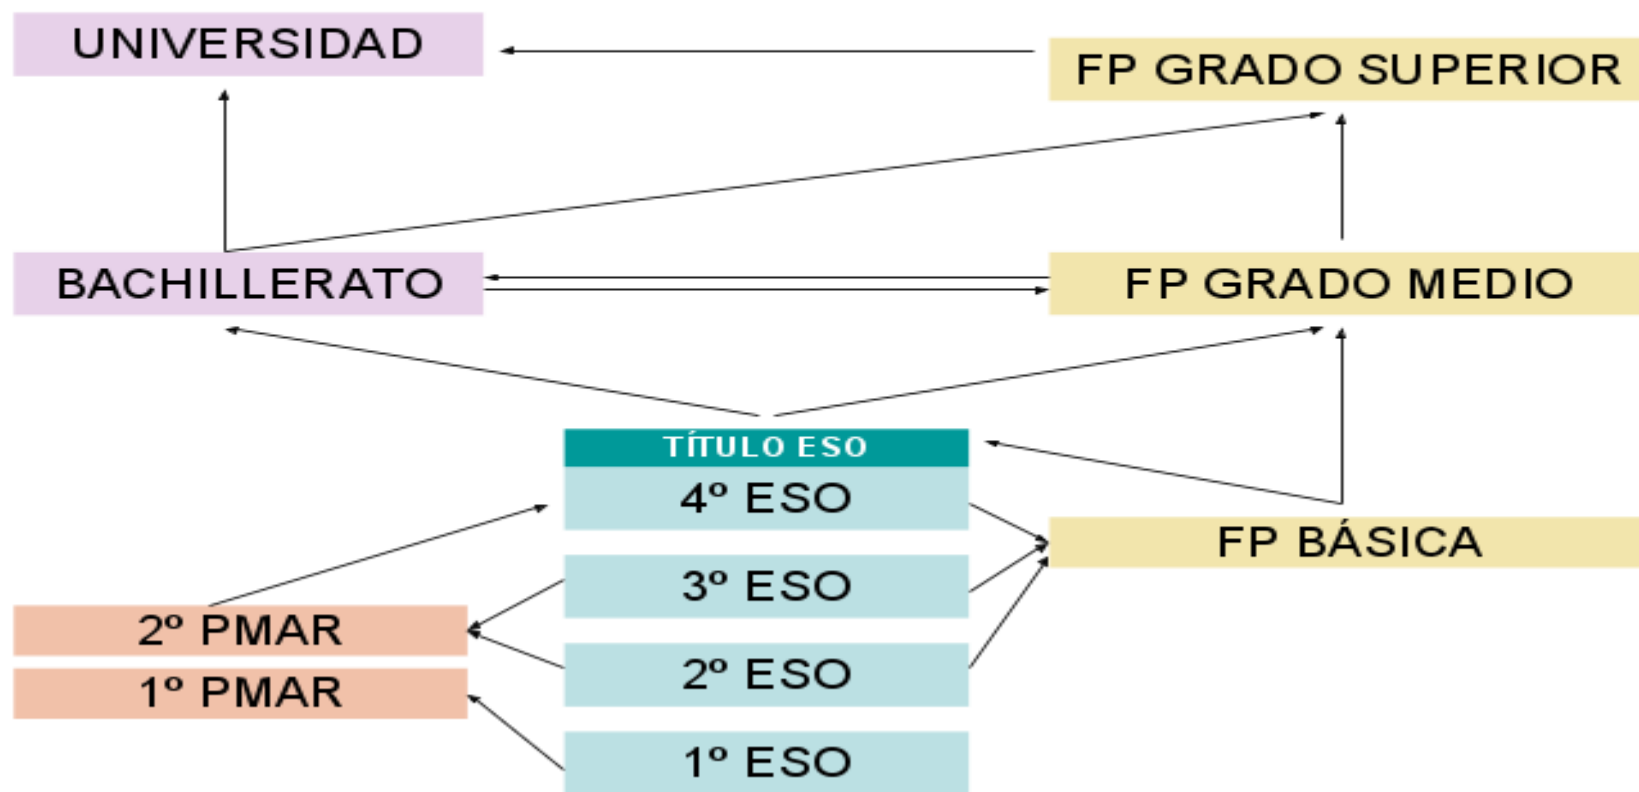 UNIVERSIDAD
FP GRADO SUPERIOR
BACHILLERATO
FP GRADO MEDIO
TÍTULO ESO
4º ESO
FP BÁSICA
3º ESO
2º PMAR
2º ESO
1º PMAR
1º ESO